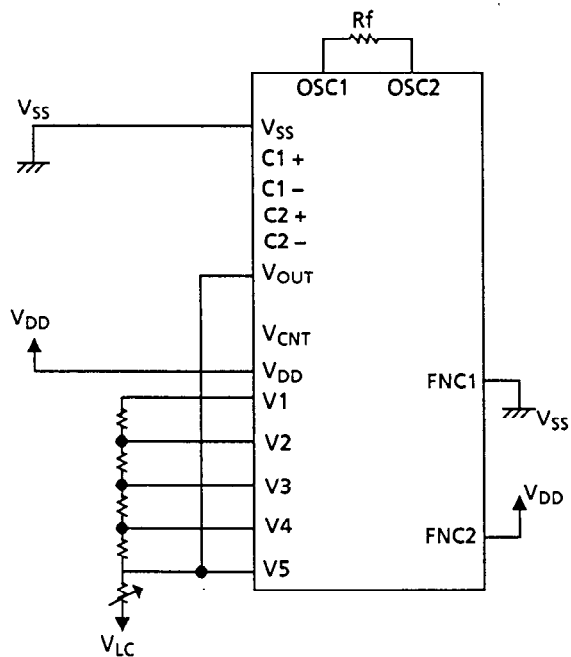 Rf
OSC1 OSC2
VSS
VSS
C1 +
C1 −
C2 +
C2 −
VOUT
VDD
VCNT
VDD
FNC1
V1
VSS
V2
V3
VDD
V4
FNC2
V5
VLC